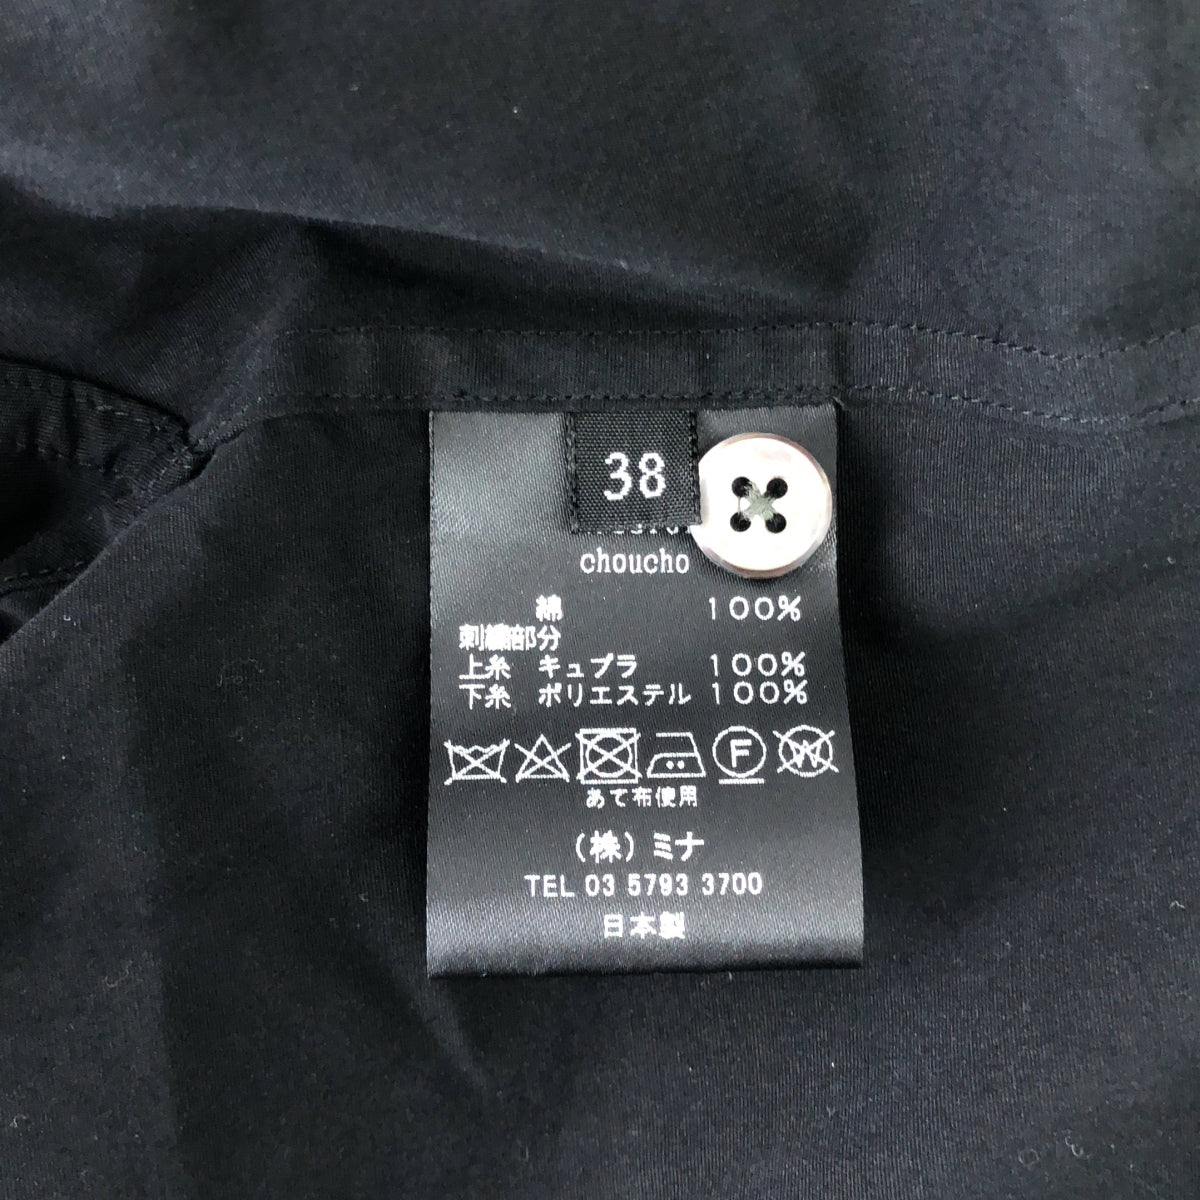 38
choucho
綿 100%
刺繍部分
上糸 キュプラ 100%
下糸 ポリエステル 100%
F W
あて布使用
(株)ミナ
TEL 03 5793 3700
日本製